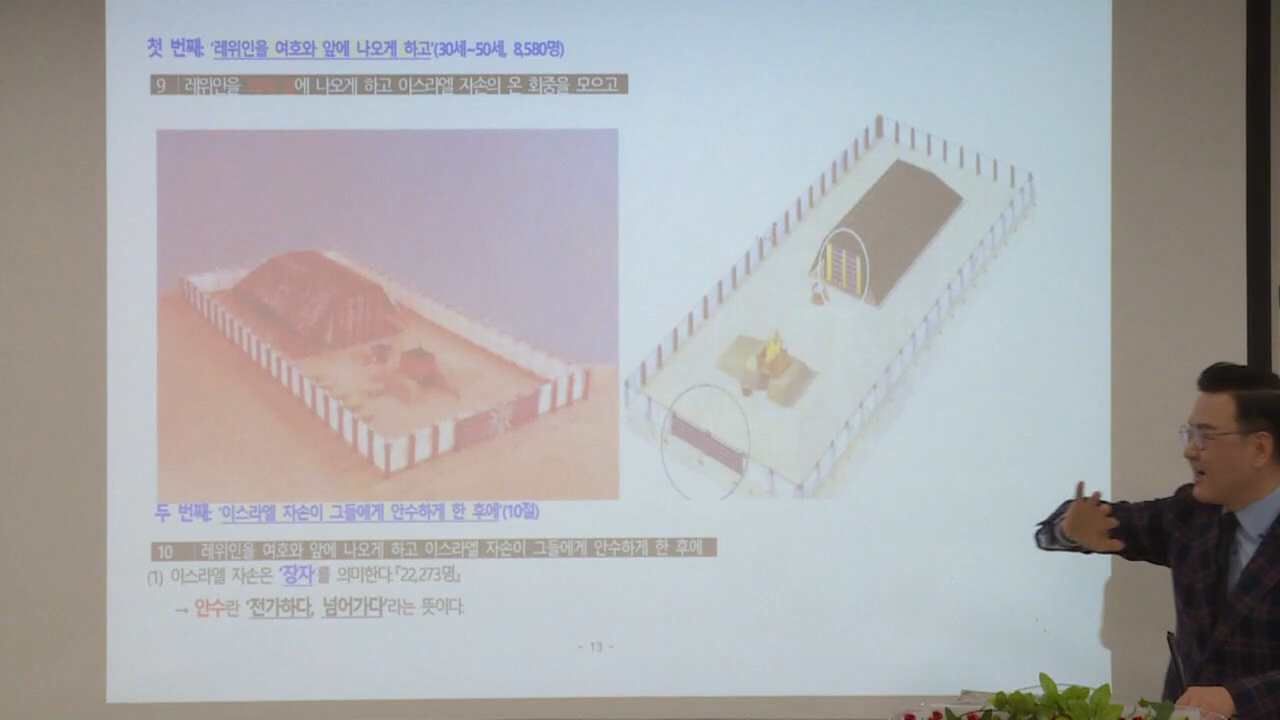 첫 번째: '레위인을 여호와 앞에 나오게 하고'(30세~50세, 8,580명)
9 레위인을 에 나오게 하고 이스라엘 자손의 온 회중을 모으고
두 번째: '이스라엘 자손이 그들에게 안수하게 한 후에'(10절)
10 레위인을 여호와 앞에 나오게 하고 이스라엘 자손이 그들에게 안수하게 한 후에
(1) 이스라엘 자손은 '장자'를 의미한다.『22,273명』
→ 안수란 '전가하다, 넘어가다'라는 뜻이다.
- 13 -